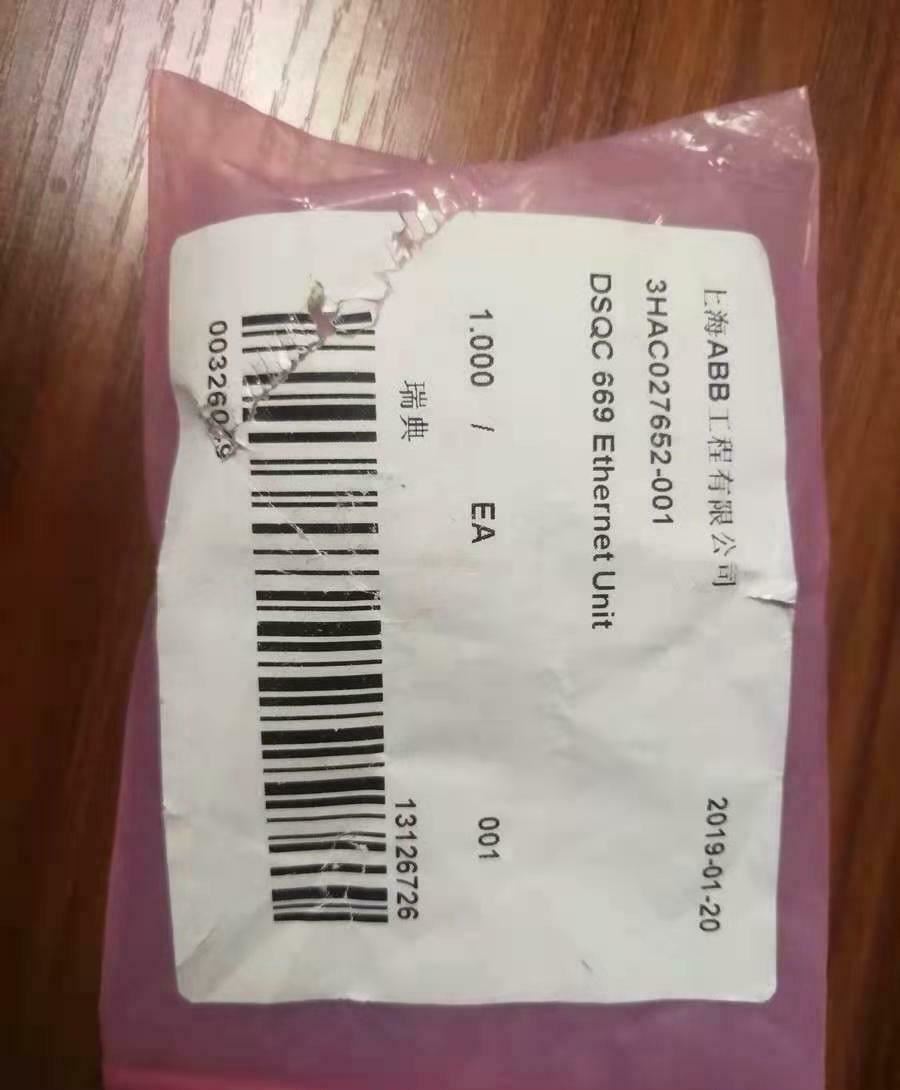 上海ABB工程有限公司 2019-01-20
3HAC027652-001
DSQC 669 Ethernet Unit
1.000 / EA 001
瑞典 13126726